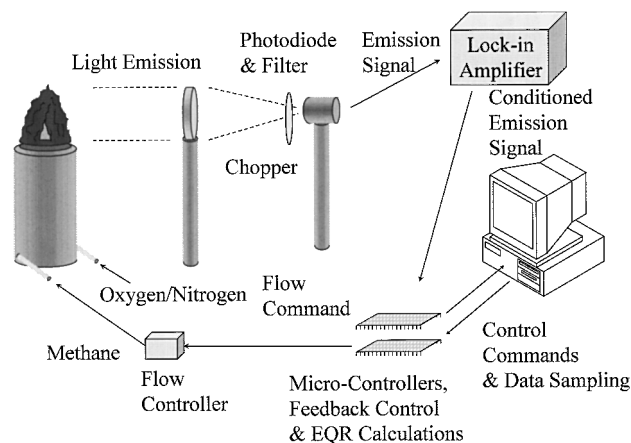 Light Emission
Photodiode
& Filter
Emission
Signal
Lock-in
Amplifier
Chopper
Conditioned
Emission
Signal
Oxygen/Nitrogen
Flow
Command
Methane
Flow
Controller
Micro-Controllers,
Feedback Control
& EQR Calculations
Control
Commands
& Data Sampling